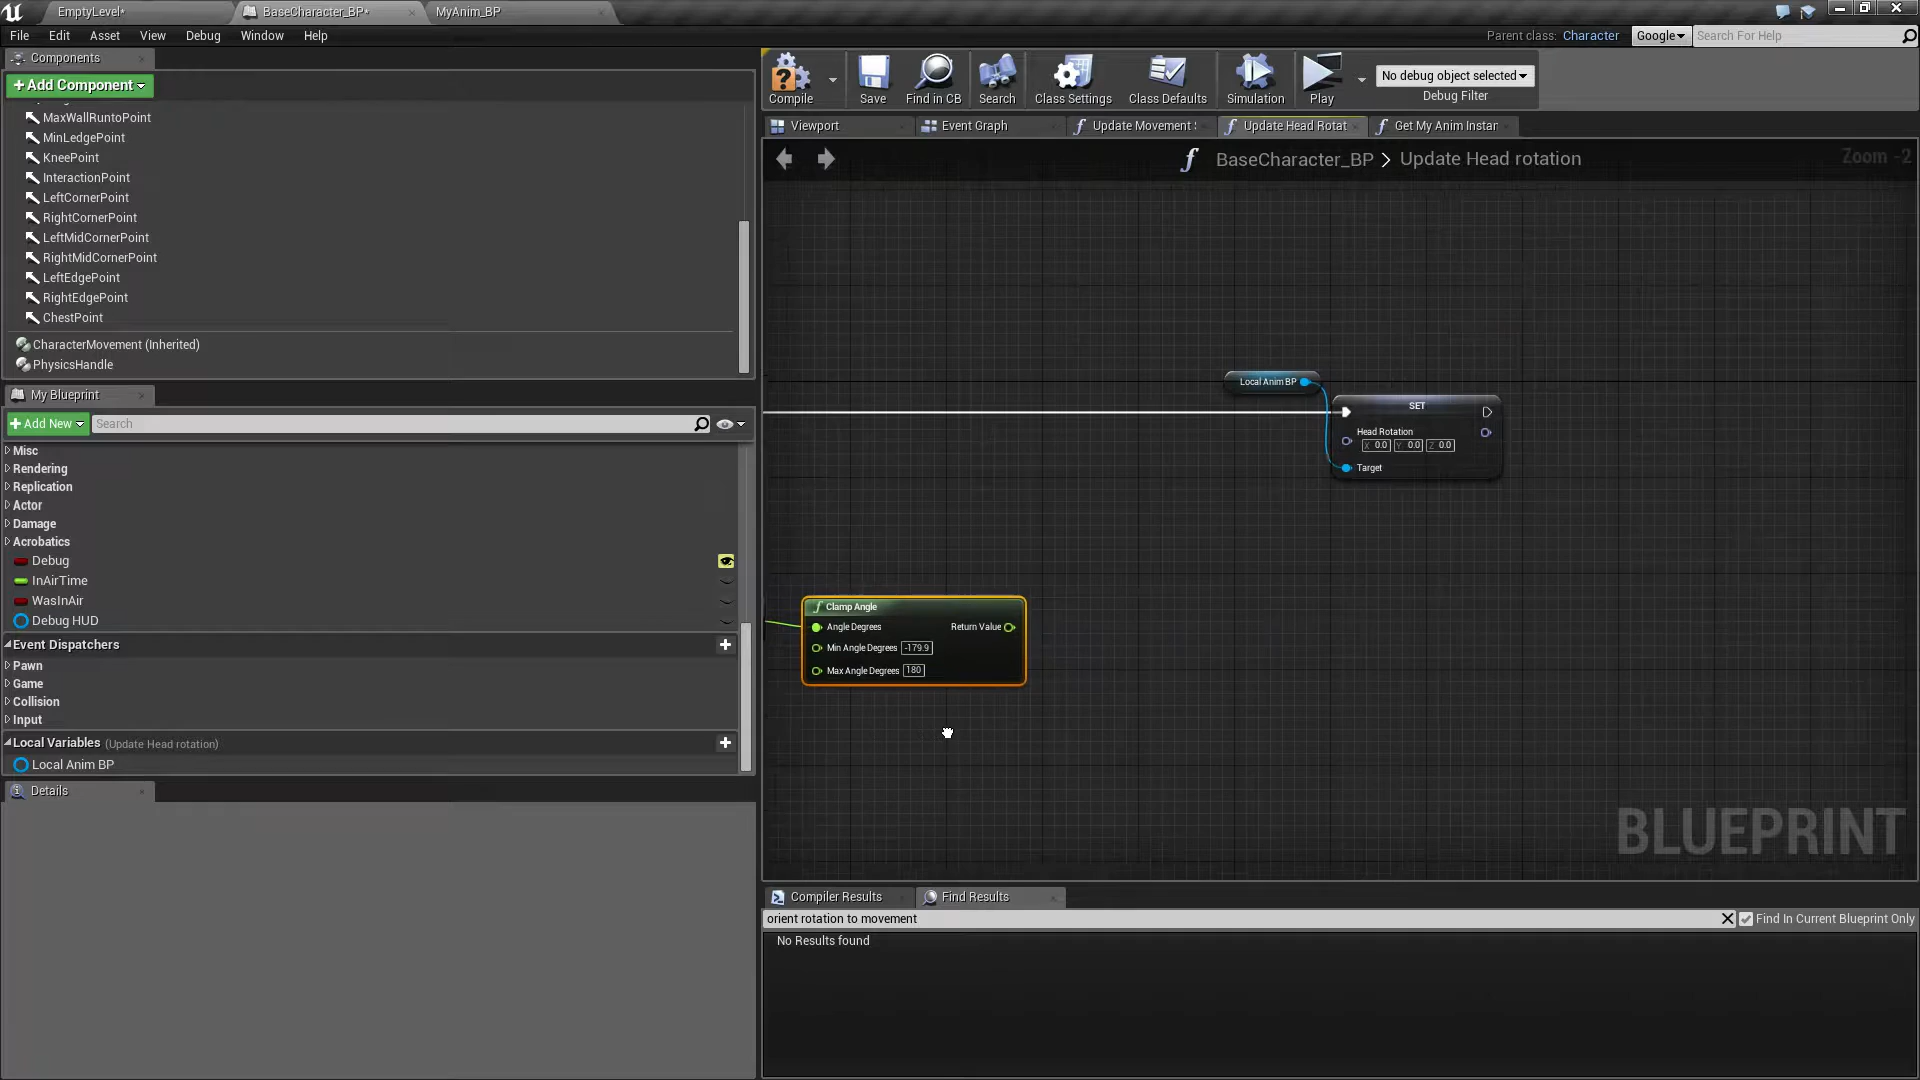 EmptyLevel*
BaseCharacter_BP*
MyAnim_BP
File Edit Asset View Debug Window Help
Parent class: Character Google Search For Help
Components
+Add Component
MaxWallRuntoPoint
MinLedgePoint
KneePoint
InteractionPoint
LeftCornerPoint
RightCornerPoint
LeftMidCornerPoint
RightMidCornerPoint
LeftEdgePoint
RightEdgePoint
ChestPoint
CharacterMovement (Inherited)
PhysicsHandle
My Blueprint
+Add New Search
Misc
Rendering
Replication
Actor
Damage
Acrobatics
Debug
InAirTime
WasInAir
Debug HUD
Event Dispatchers
Pawn
Game
Collision
Input
Local Variables (Update Head rotation)
Local Anim BP
Details
Compile
Save
Find in CB
Search
Class Settings
Class Defaults
Simulation
Play
No debug object selected
Debug Filter
Viewport
Event Graph
Update Movement
Update Head Rotat
Get My Anim Instan
BaseCharacter_BP > Update Head rotation
Zoom -2
Local Anim BP
SET
Head Rotation
X 0.0 Y 0.0 Z 0.0
Target
Clamp Angle
Angle Degrees Return Value
Min Angle Degrees -179.9
Max Angle Degrees 180
BLUEPRINT
Compiler Results
Find Results
orient rotation to movement
Find In Current Blueprint Only
No Results found